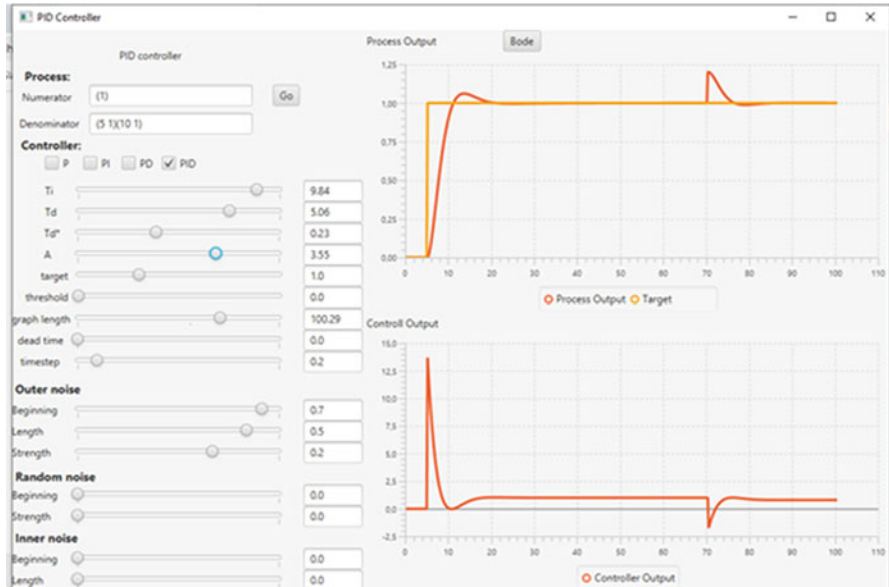 PID Controller
PID controller
Process:
Numerator (1) Go
Denominator (5 1)(10 1)
Controller:
P PI PD PID
Ti 9.84
Td 5.06
Td* 0.23
A 3.55
target 1.0
threshold 0.0
graph length 100.29
dead time 0.0
timestep 0.2
Outer noise
Beginning 0.7
Length 0.5
Strength 0.2
Random noise
Beginning 0.0
Strength 0.0
Inner noise
Beginning 0.0
Length 0.0
Process Output Bode
1,25
1,00
0,50
0,25
0,00
0 10 20 30 40 50 60 70 80 90 100 110
Process Output Target
Controll Output
15,0
12,5
10,0
5,0
2,5
0,0
-2,5
0 10 20 30 40 50 60 70 80 90 100 110
Controller Output